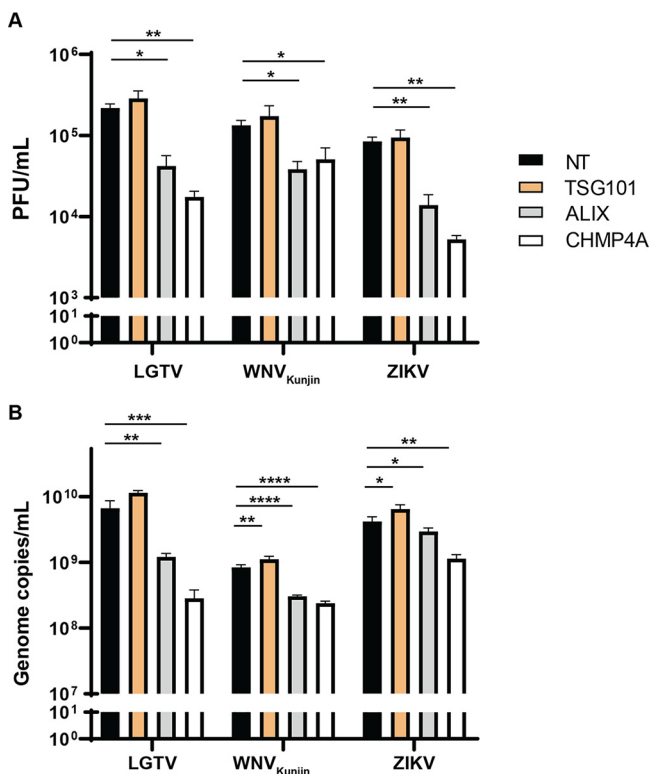 A
** 
*
*
*
**
**
10⁶
10⁵
10⁴
10³
10¹
10⁰
PFU/mL
NT
TSG101
ALIX
CHMP4A
LGTV WNVKunjin ZIKV
B
***
**
****
****
**
**
*
*
10¹⁰
10⁹
10⁸
10⁷
10¹
10⁰
Genome copies/mL
LGTV WNVKunjin ZIKV